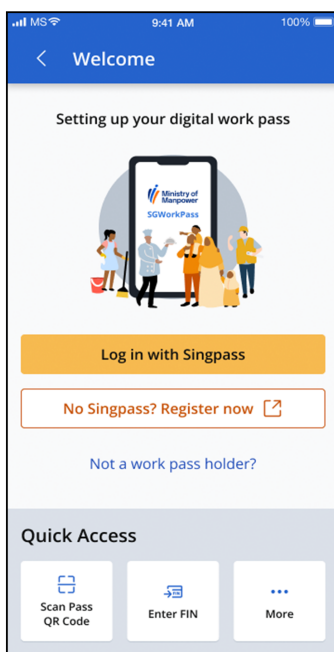 MS
9:41 AM
100%
Welcome
Setting up your digital work pass
Ministry of
Manpower
SGWorkPass
Log in with Singpass
No Singpass? Register now
Not a work pass holder?
Quick Access
Scan Pass
QR Code
FIN
Enter FIN
More